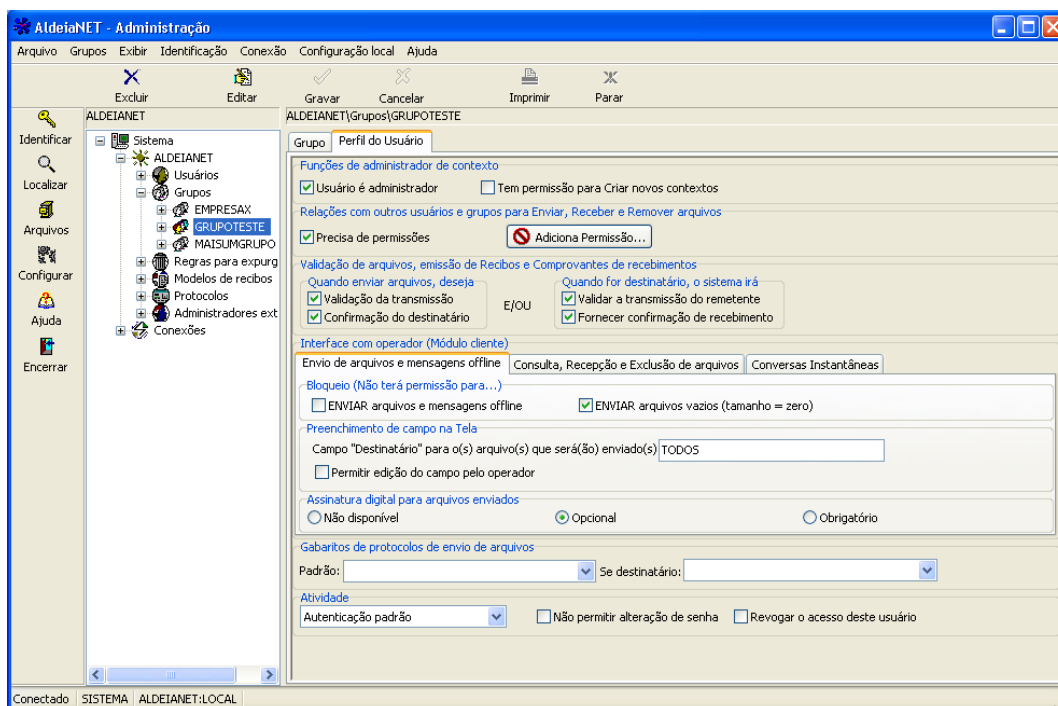 AldeiaNET - Administração
Arquivo Grupos Exibir Identificação Conexão Configuração local Ajuda
Excluir Editar Gravar Cancelar Imprimir Parar
Identificar
Localizar
Arquivos
Configurar
Ajuda
Encerrar
ALDEIANET
Sistema
ALDEIANET
Usuários
Grupos
EMPRESAX
GRUPOTESTE
MAISUMGRUPO
Regras para expurg
Modelos de recibos
Protocolos
Administradores ext
Conexões
ALDEIANET\Grupos\GRUPOTESTE
Grupo Perfil do Usuário
Funções de administrador de contexto
Usuário é administrador Tem permissão para Criar novos contextos
Relações com outros usuários e grupos para Enviar, Receber e Remover arquivos
Precisa de permissões Adiciona Permissão...
Validação de arquivos, emissão de Recibos e Comprovantes de recebimentos
Quando enviar arquivos, deseja
Validação da transmissão
Confirmação do destinatário
E/OU
Quando for destinatário, o sistema irá
Validar a transmissão do remetente
Fornecer confirmação de recebimento
Interface com operador (Módulo cliente)
Envio de arquivos e mensagens offline Consulta, Recepção e Exclusão de arquivos Conversas Instantâneas
Bloqueio (Não terá permissão para...)
ENVIAR arquivos e mensagens offline ENVIAR arquivos vazios (tamanho = zero)
Preenchimento de campo na Tela
Campo "Destinatário" para o(s) arquivo(s) que será(ão) enviado(s) TODOS
Permitir edição do campo pelo operador
Assinatura digital para arquivos enviados
Não disponível Opcional Obrigatório
Gabaritos de protocolos de envio de arquivos
Padrão: Se destinatário:
Atividade
Autenticação padrão Não permitir alteração de senha Revogar o acesso deste usuário
Conectado SISTEMA ALDEIANET:LOCAL